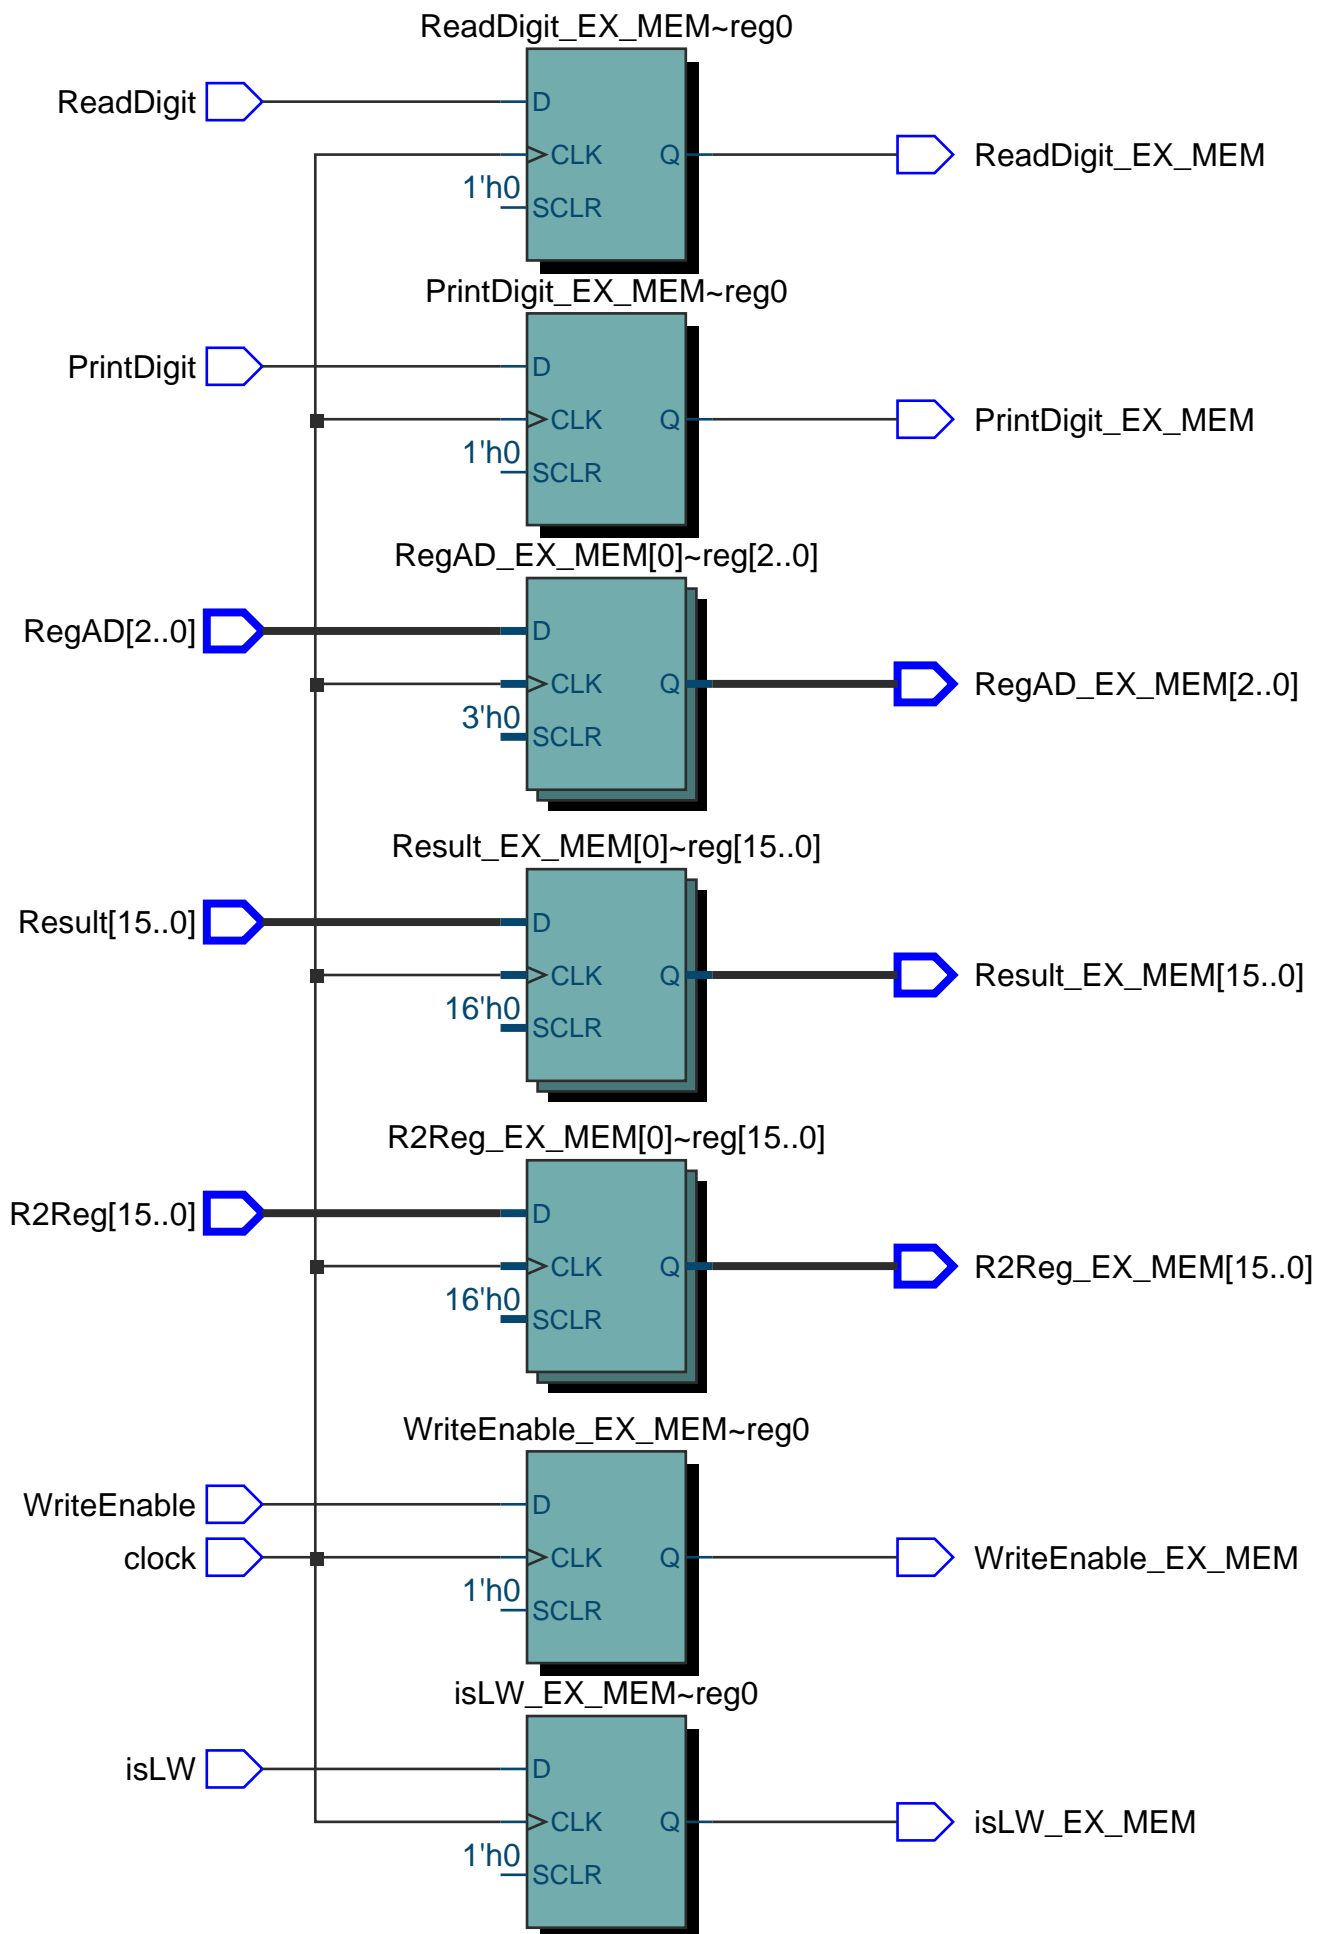 ReadDigit_EX_MEM~reg0
ReadDigit
D
CLK
Q
ReadDigit_EX_MEM
1'h0
SCLR
PrintDigit_EX_MEM~reg0
PrintDigit
D
CLK
Q
PrintDigit_EX_MEM
1'h0
SCLR
RegAD_EX_MEM[0]~reg[2..0]
RegAD[2..0]
D
CLK
Q
RegAD_EX_MEM[2..0]
3'h0
SCLR
Result_EX_MEM[0]~reg[15..0]
Result[15..0]
D
CLK
Q
Result_EX_MEM[15..0]
16'h0
SCLR
R2Reg_EX_MEM[0]~reg[15..0]
R2Reg[15..0]
D
CLK
Q
R2Reg_EX_MEM[15..0]
16'h0
SCLR
WriteEnable_EX_MEM~reg0
WriteEnable
D
clock
CLK
Q
WriteEnable_EX_MEM
1'h0
SCLR
isLW_EX_MEM~reg0
isLW
D
CLK
Q
isLW_EX_MEM
1'h0
SCLR